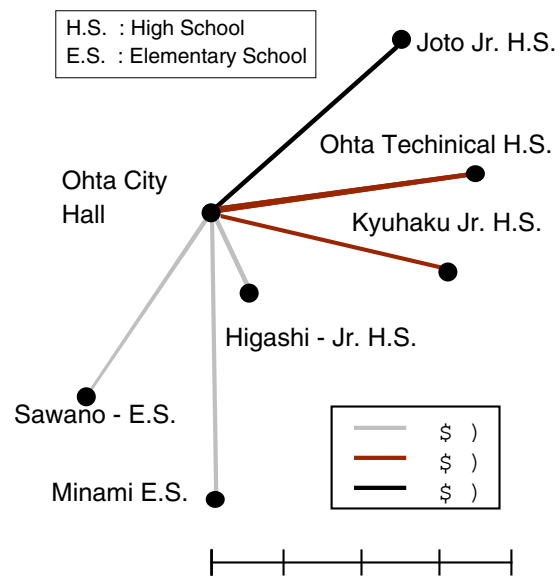 H.S. : High School
E.S. : Elementary School
Joto Jr. H.S.
Ohta Techinical H.S.
Ohta City
Hall
Kyuhaku Jr. H.S.
Higashi - Jr. H.S.
Sawano - E.S.
Minami E.S.
$ )
$ )
$ )